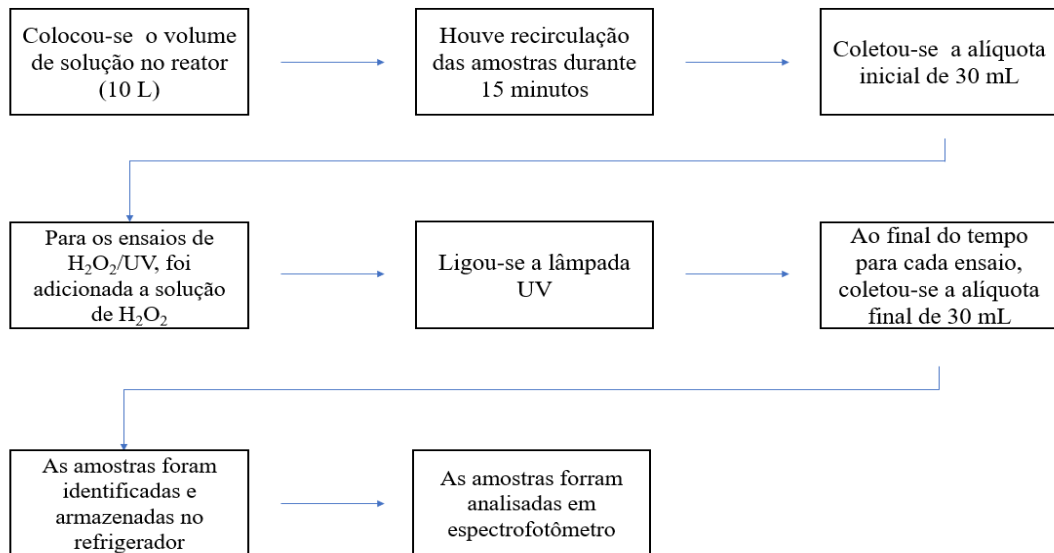 Colocou-se o volume
de solução no reator
(10 L)
Houve recirculação
das amostras durante
15 minutos
Coletou-se a alíquota
inicial de 30 mL
Para os ensaios de
H₂O₂/UV, foi
adicionada a solução
de H₂O₂
Ligou-se a lâmpada
UV
Ao final do tempo
para cada ensaio,
coletou-se a alíquota
final de 30 mL
As amostras foram
identificadas e
armazenadas no
refrigerador
As amostras forram
analisadas em
espectrofotômetro